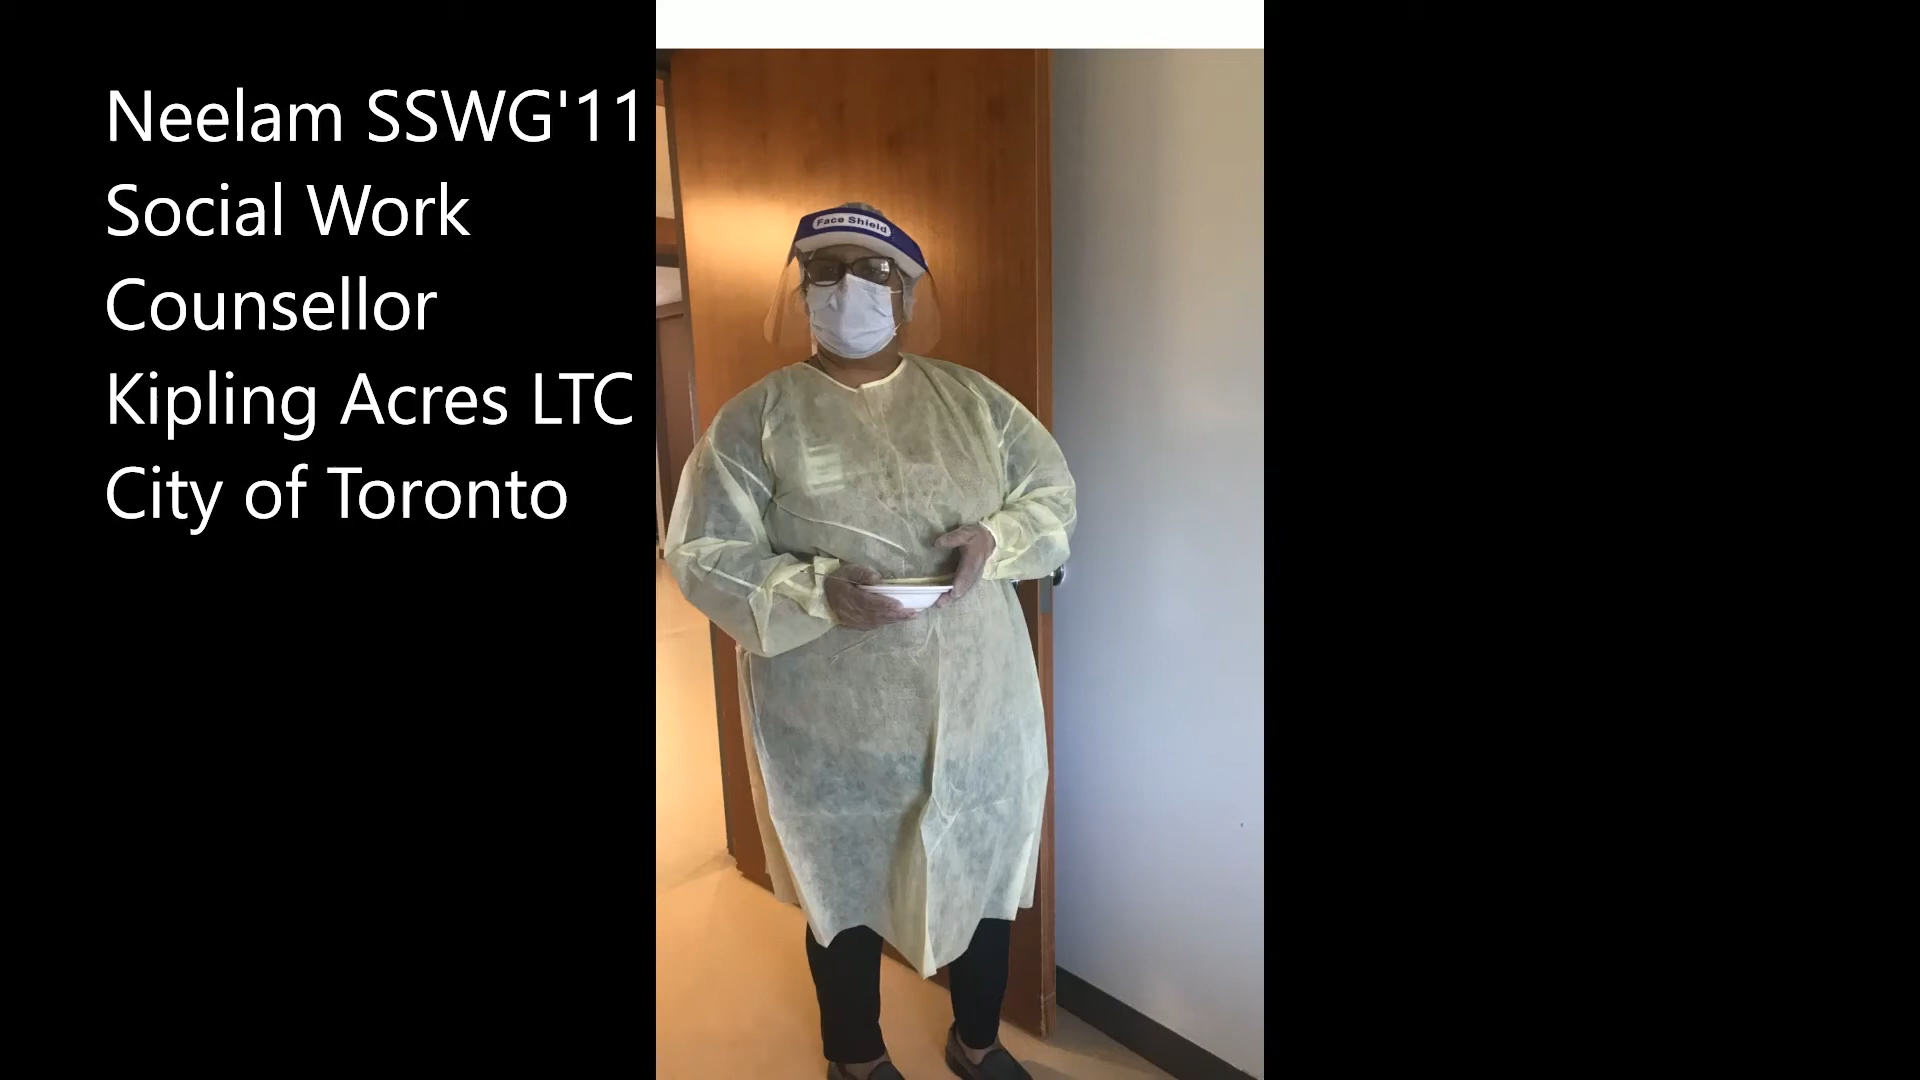 Neelam SSWG'11
Social Work
Counsellor
Kipling Acres LTC
City of Toronto
Face Shield